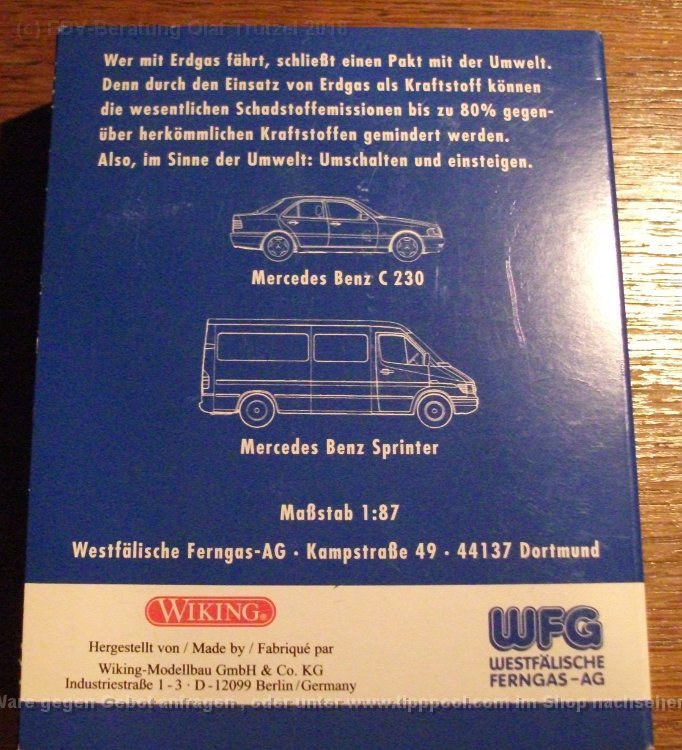 (c) EDV-Beratung Olaf Trutzel 2018
Wer mit Erdgas fährt, schließt einen Pakt mit der Umwelt.
Denn durch den Einsatz von Erdgas als Kraftstoff können
die wesentlichen Schadstoffemissionen bis zu 80% gegen-
über herkömmlichen Kraftstoffen gemindert werden.
Also, im Sinne der Umwelt: Umschalten und einsteigen.
Mercedes Benz C 230
Mercedes Benz Sprinter
Maßstab 1:87
Westfälische Ferngas-AG · Kampstraße 49 · 44137 Dortmund
WIKING®
Hergestellt von / Made by / Fabriqué par
Wiking-Modellbau GmbH & Co. KG
Industriestraße 1 - 3 · D - 12099 Berlin / Germany
WFG
WESTFÄLISCHE
FERNGAS-AG
Ware gegen Gebot anfragen , oder unter www.tipppool.com im Shop nachsehen